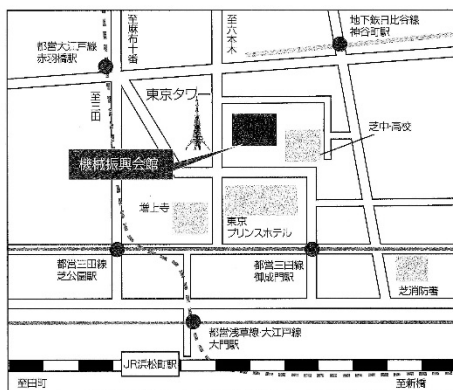 至麻布十番
至六本木
地下鉄日比谷線
神谷町駅
都営大江戸線
赤羽橋駅
至三田
東京タワー
芝中・高校
機械振興会館
増上寺
東京
プリンスホテル
都営三田線
芝公園駅
都営三田線
御成門駅
芝消防署
都営浅草線・大江戸線
大門駅
JR浜松町駅
至田町
至新橋